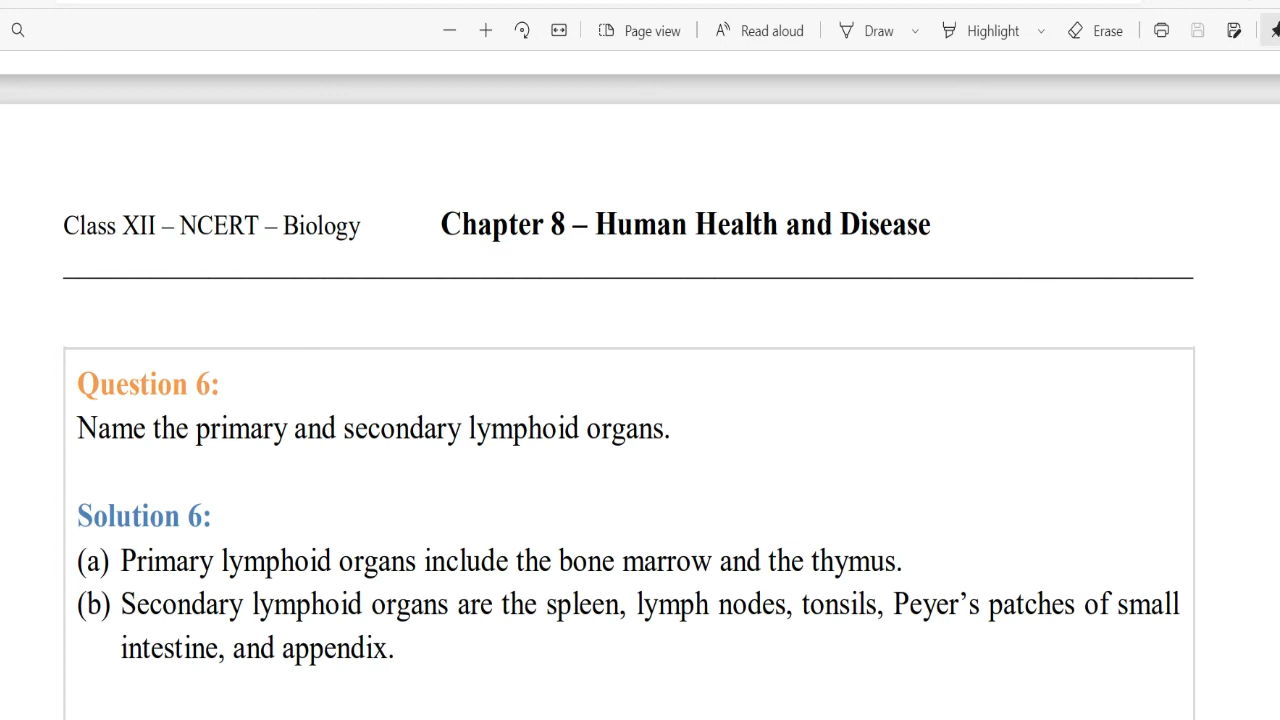 Page view Read aloud Draw Highlight Erase
Class XII – NCERT – Biology Chapter 8 – Human Health and Disease
Question 6:
Name the primary and secondary lymphoid organs.
Solution 6:
(a) Primary lymphoid organs include the bone marrow and the thymus.
(b) Secondary lymphoid organs are the spleen, lymph nodes, tonsils, Peyer’s patches of small
intestine, and appendix.